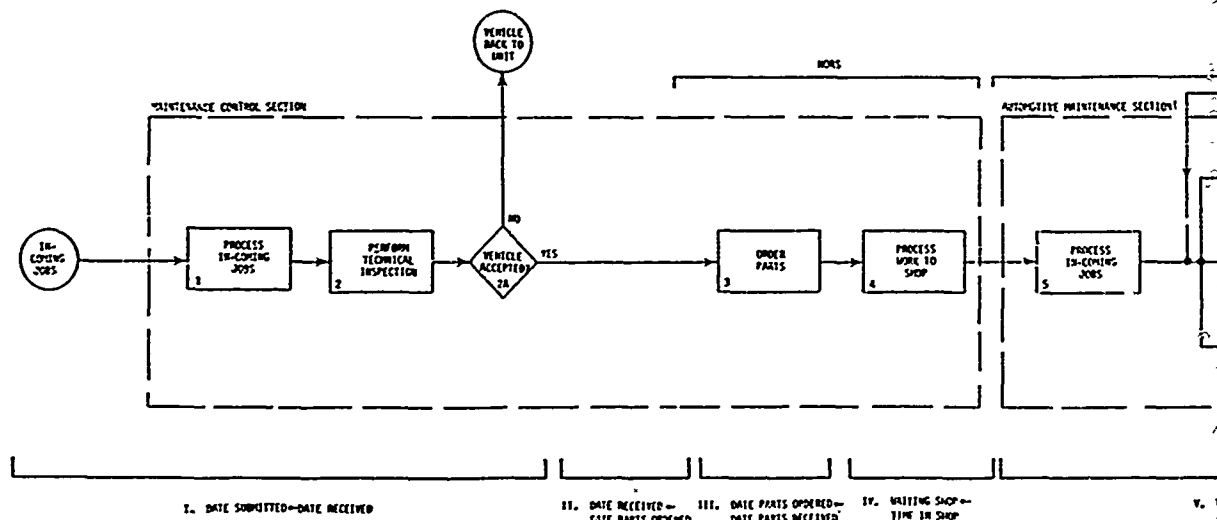 VEHICLE
BACK TO
UNIT
NORS
MAINTENANCE CONTROL SECTION
AUTOMOTIVE MAINTENANCE SECTION
NO
IN-
COMING
JOBS
PROCESS
IN-COMING
JOBS
1
PERFORM
TECHNICAL
INSPECTION
2
VEHICLE
ACCEPTED?
2A
YES
ORDER
PARTS
3
PROCESS
WORK TO
SHOP
4
PROCESS
IN-COMING
JOBS
5
I. DATE SUBMITTED←DATE RECEIVED
II. DATE RECEIVED←
DATE PARTS ORDERED
III. DATE PARTS ORDERED←
DATE PARTS RECEIVED
IV. WAITING SHOP←
TIME IN SHOP
V.